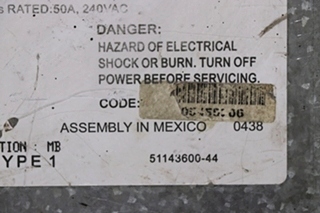 s RATED:50A, 240VAC
DANGER:
HAZARD OF ELECTRICAL
SHOCK OR BURN. TURN OFF
POWER BEFORE SERVICING.
CODE:
ASSEMBLY IN MEXICO 0438
TION : MB
YPE 1
51143600-44